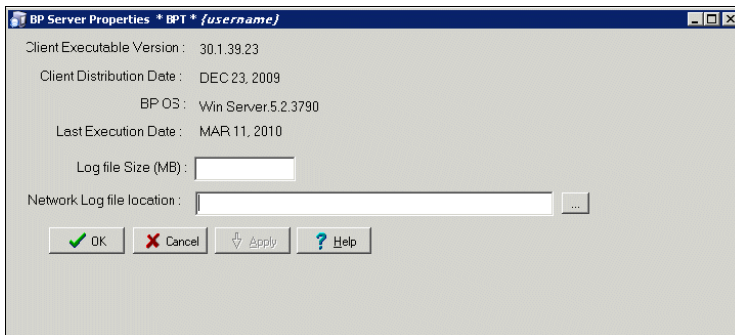 BP Server Properties * BPT * {username}
Client Executable Version : 30.1.39.23
Client Distribution Date : DEC 23, 2009
BP OS : Win Server.5.2.3790
Last Execution Date : MAR 11, 2010
Log file Size (MB) :
Network Log file location :
...
OK Cancel Apply Help